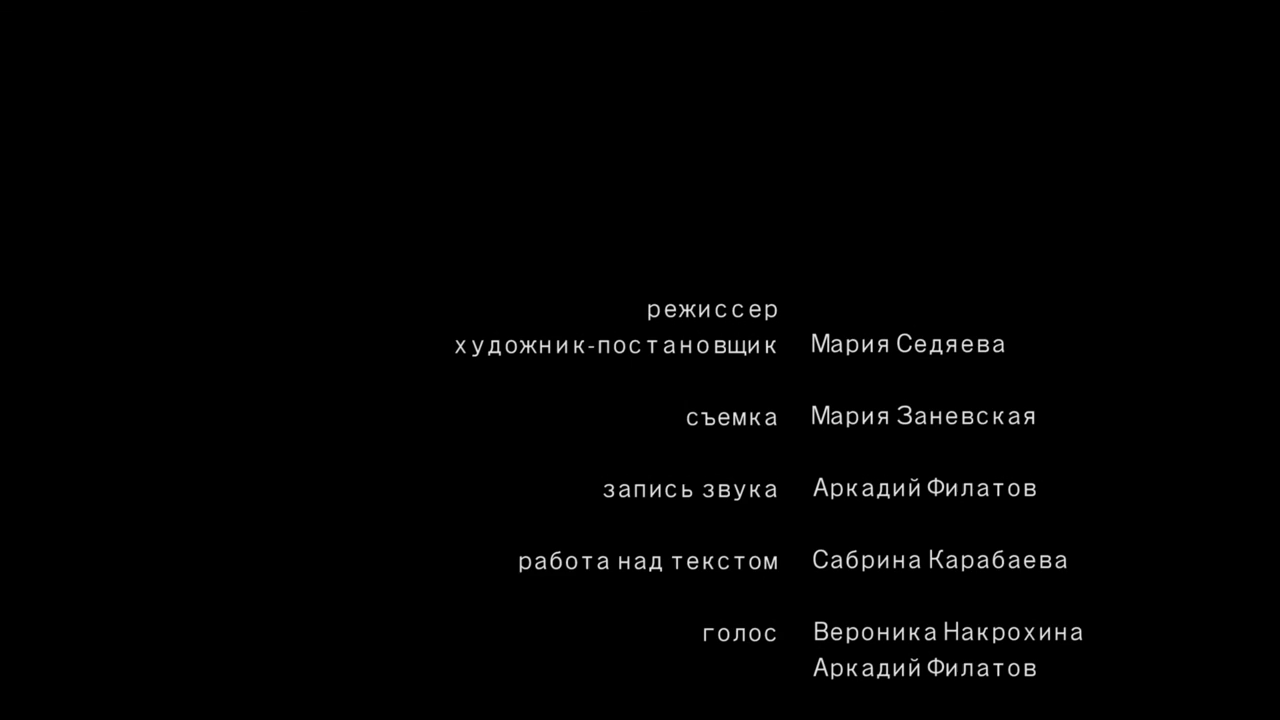 режиссер
художник-постановщик Мария Седяева
съемка Мария Заневская
запись звука Аркадий Филатов
работа над текстом Сабрина Карабаева
голос Вероника Накрохина
Аркадий Филатов